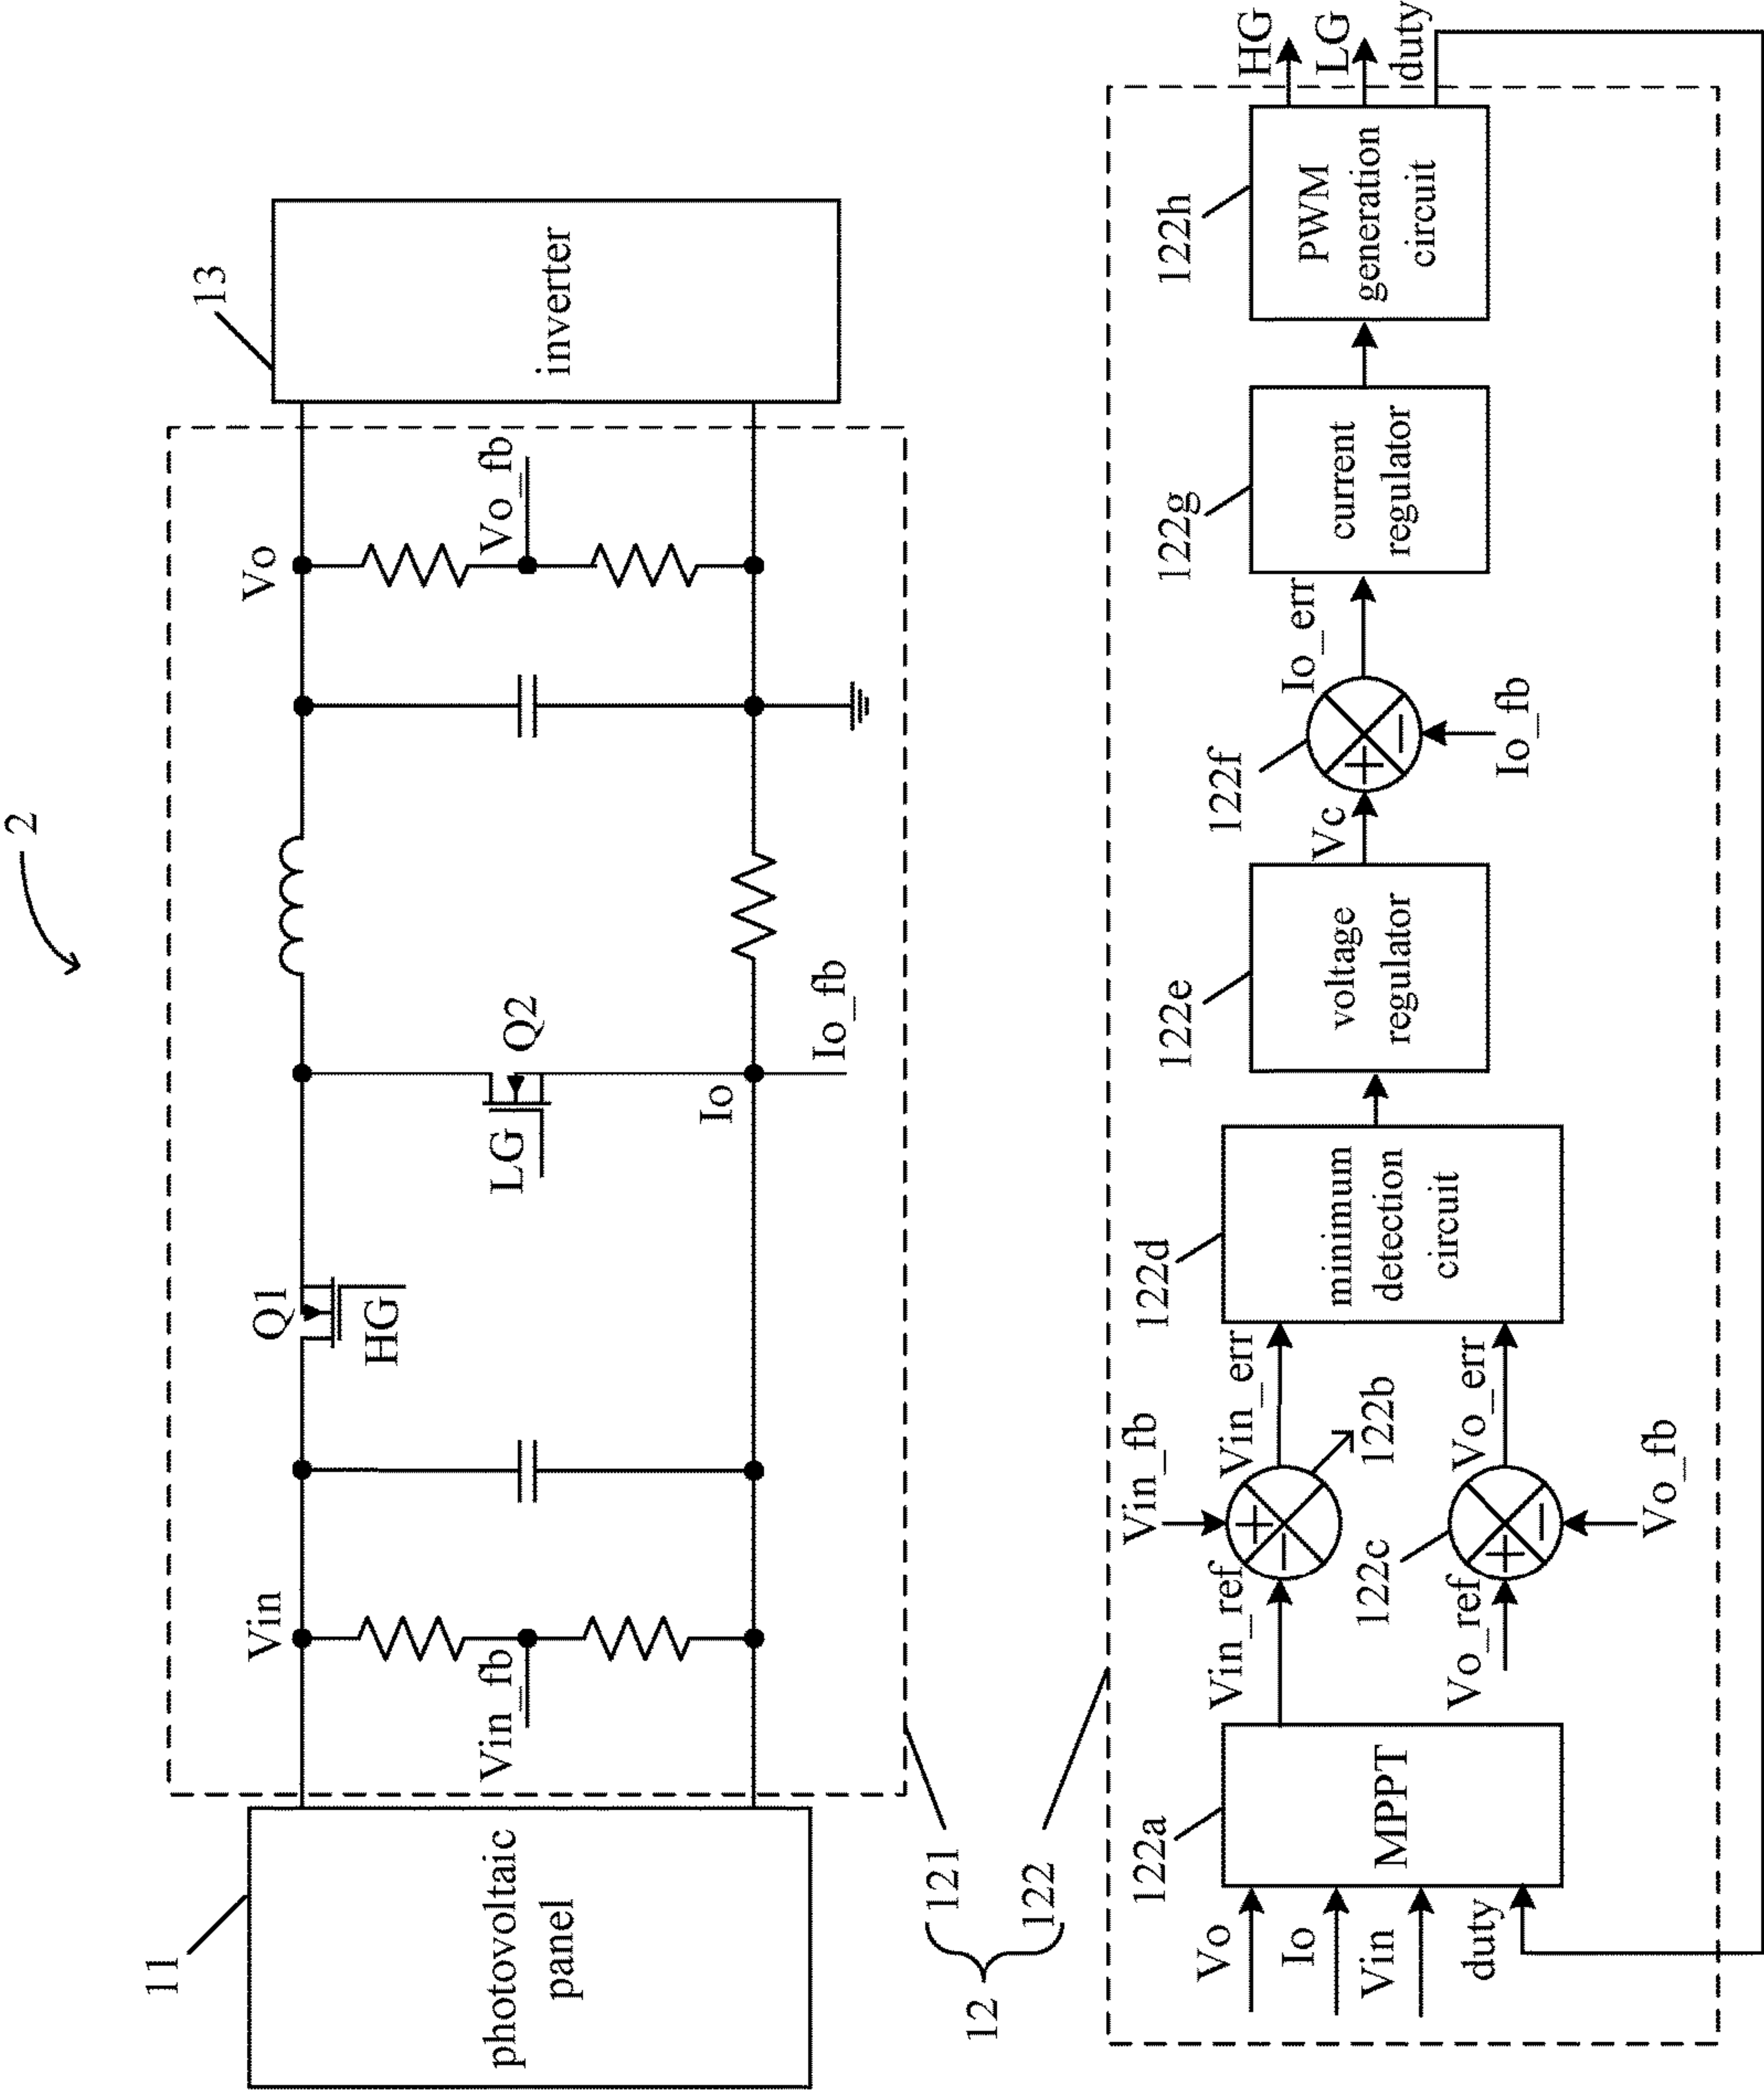 2
11
photovoltaic
panel
Vin
Vin_fb
Q1
HG
LG
Q2
Io
Io_fb
Vo
Vo_fb
13
inverter
12
121
122
Vo
Io
Vin
duty
122a
MPPT
Vin_ref
Vin_fb
122b
Vin_err
Vo_ref
122c
Vo_fb
Vo_err
122d
minimum
detection
circuit
122e
voltage
regulator
Vc
122f
Io_fb
Io_err
122g
current
regulator
122h
PWM
generation
circuit
HG
LG
duty